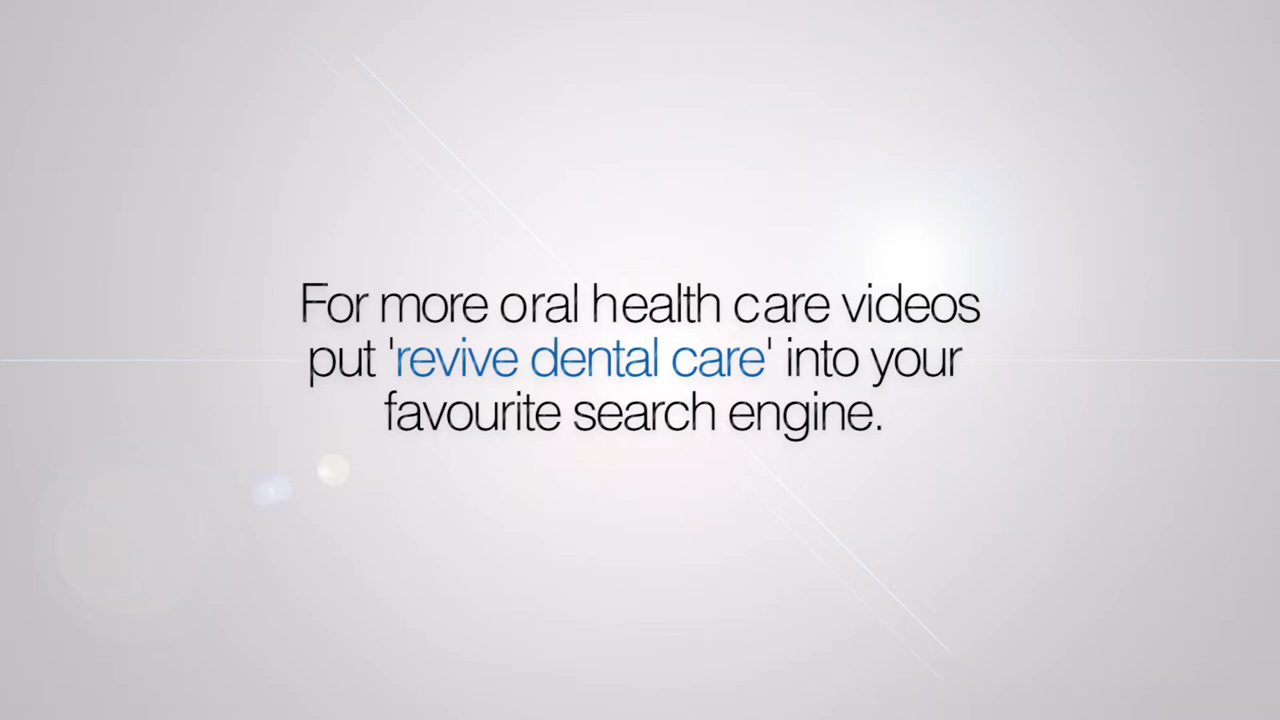 For more oral health care videos
put 'revive dental care' into your
favourite search engine.